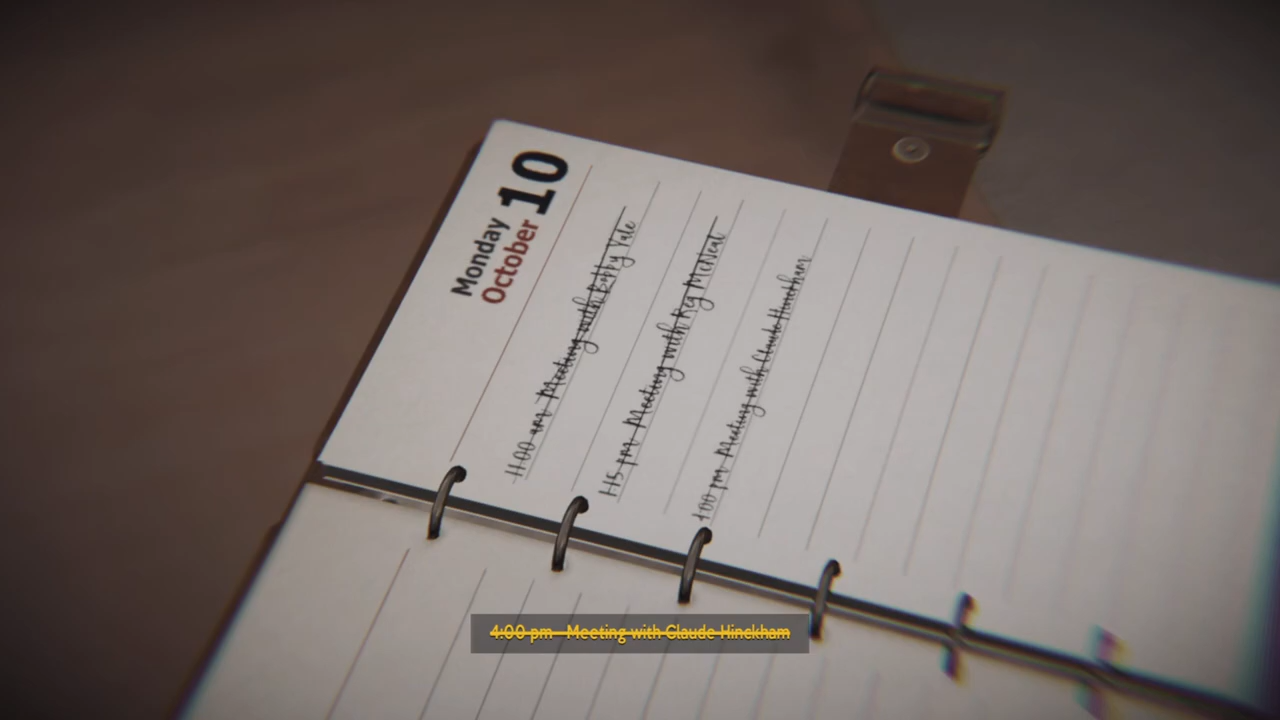 Monday 10
October
11:00 am Meeting with Bobby Yale
1:15 pm Meeting with Reg McNeal
4:00 pm Meeting with Claude Hinckham
4:00 pm - Meeting with Claude Hinckham